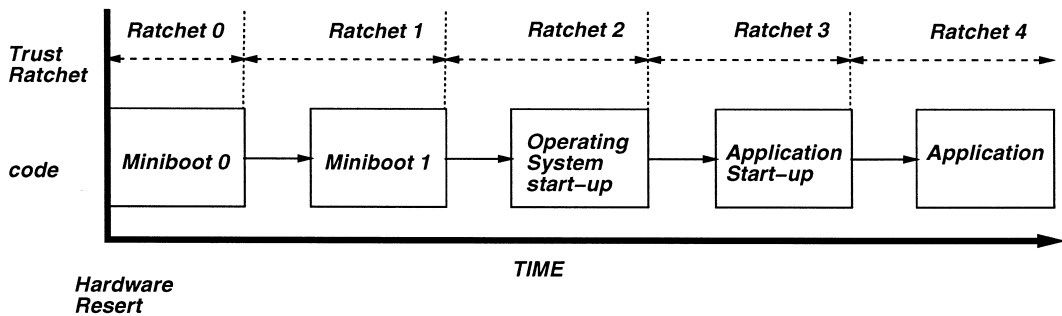 Ratchet 0
Ratchet 1
Ratchet 2
Ratchet 3
Ratchet 4
Trust
Ratchet
code
Miniboot 0
Miniboot 1
Operating
System
start-up
Application
Start-up
Application
TIME
Hardware
Resert